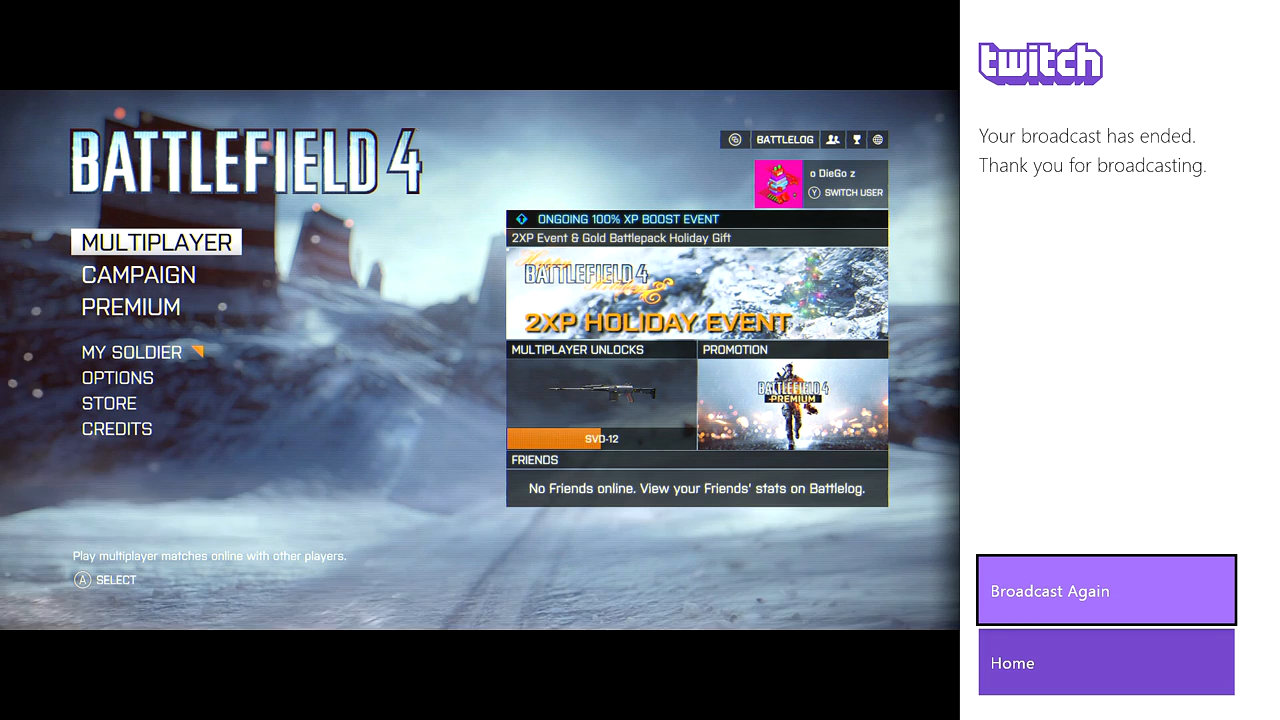 BATTLEFIELD 4
MULTIPLAYER
CAMPAIGN
PREMIUM
MY SOLDIER
OPTIONS
STORE
CREDITS
Play multiplayer matches online with other players.
A SELECT
BATTLELOG
o DieGo z
Y SWITCH USER
ONGOING 100% XP BOOST EVENT
2XP Event & Gold Battlepack Holiday Gift
BATTLEFIELD 4
2XP HOLIDAY EVENT
MULTIPLAYER UNLOCKS
SVD-12
PROMOTION
BATTLEFIELD 4
PREMIUM
FRIENDS
No Friends online. View your Friends' stats on Battlelog.
twitch
Your broadcast has ended.
Thank you for broadcasting.
Broadcast Again
Home